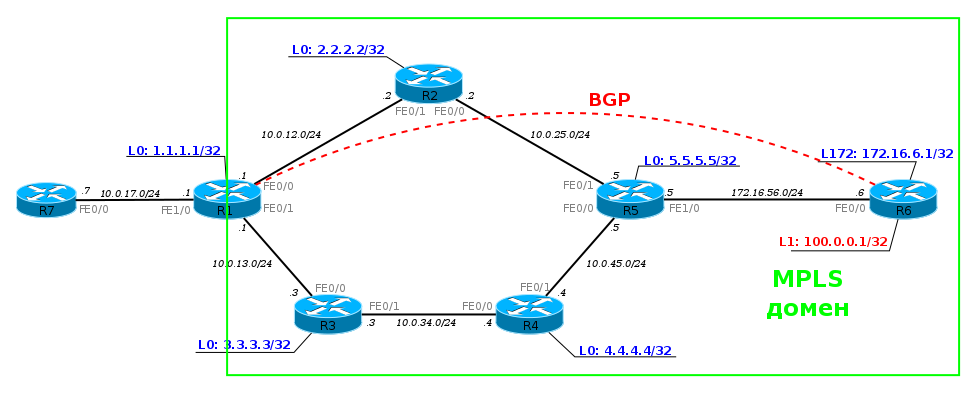 L0: 2.2.2.2/32
R2
.2
.2
FE0/1
FE0/0
BGP
10.0.12.0/24
10.0.25.0/24
L0: 1.1.1.1/32
L0: 5.5.5.5/32
L172: 172.16.6.1/32
.7
10.0.17.0/24
.1
.1
FE0/0
R7
FE0/0
FE1/0
R1
FE0/1
.1
.5
FE0/1
FE0/0
R5
.5
FE1/0
.5
172.16.56.0/24
.6
FE0/0
R6
L1: 100.0.0.1/32
10.0.13.0/24
10.0.45.0/24
MPLS
домен
.3
FE0/0
FE0/1
R3
.3
10.0.34.0/24
FE0/0
.4
FE0/1
.4
R4
L0: 3.3.3.3/32
L0: 4.4.4.4/32